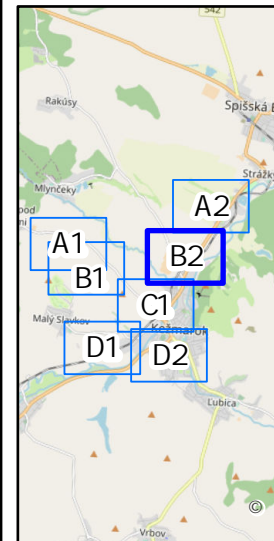 542
Rakúsy
Spišská B
Strážky
Mlynčeky
A2
pod
A1
B2
B1
C1
Malý Slavkov
Kežmarok
D1
D2
Ľubica
©
Vrbov